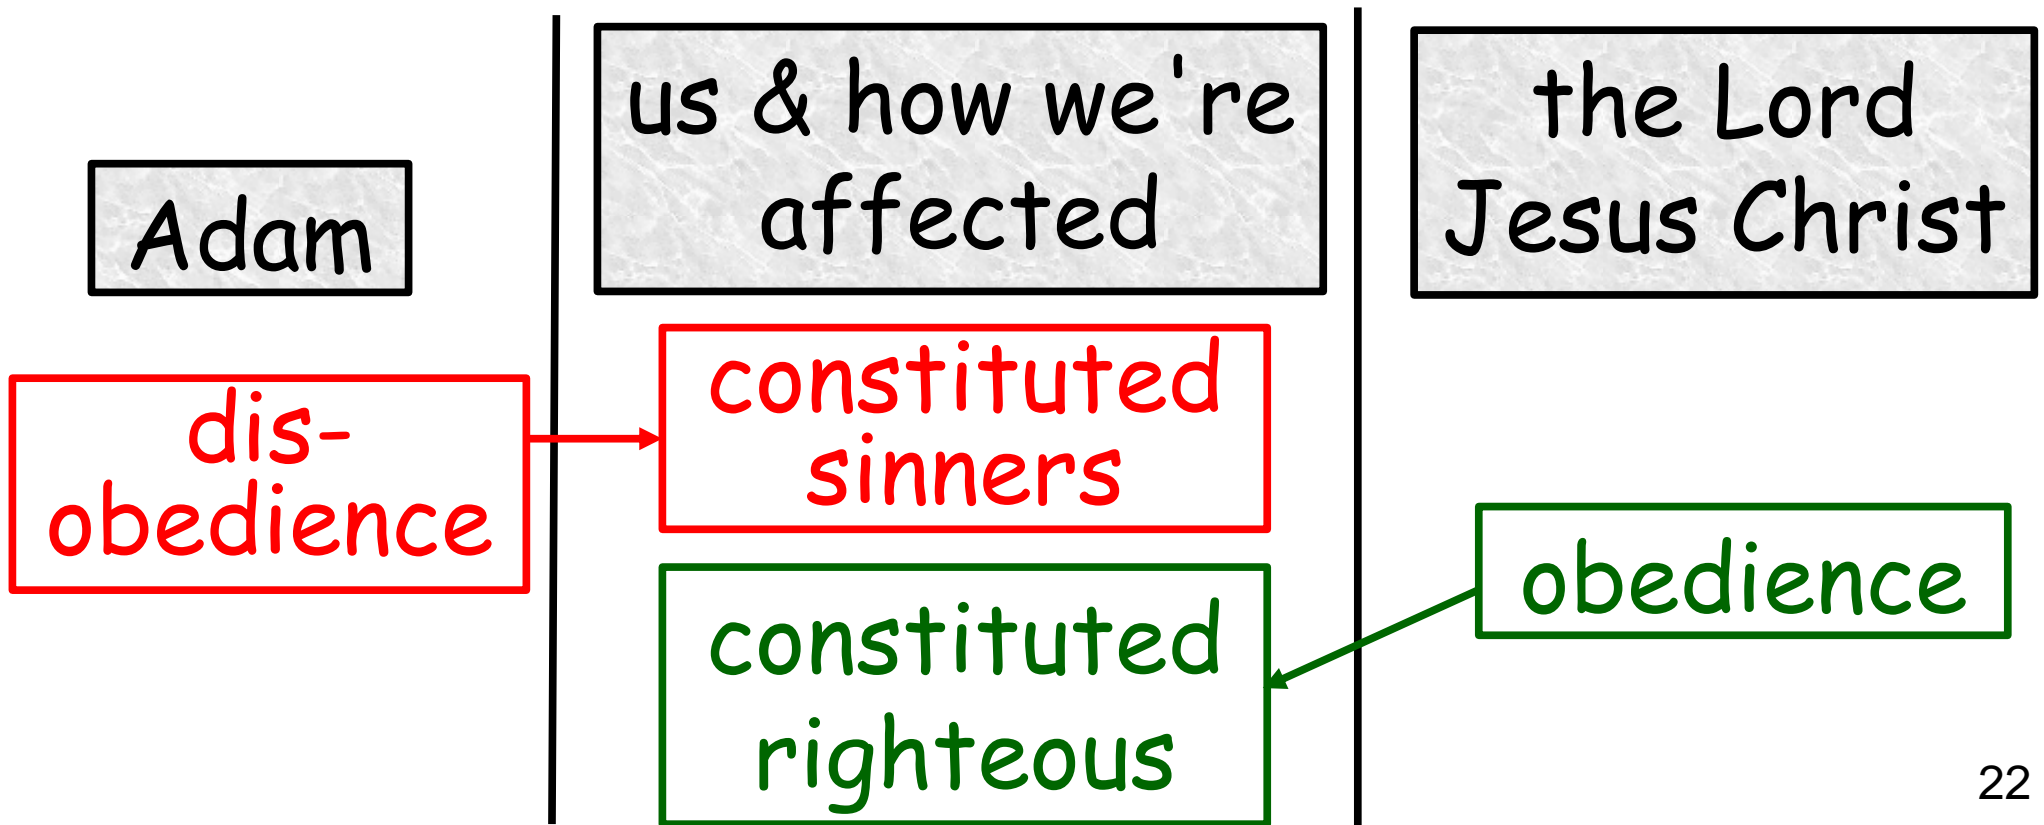 Adam
us & how we're
affected
the Lord
Jesus Christ
dis-
obedience
constituted
sinners
constituted
righteous
obedience
22